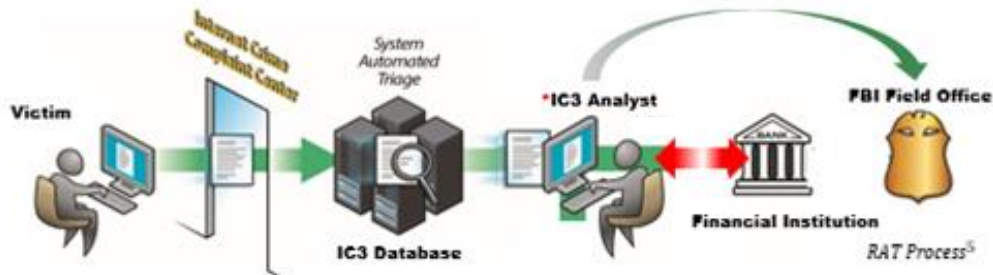 Internet Crime
Complaint Center
System
Automated
Triage
Victim
*IC3 Analyst
FBI Field Office
BANK
IC3 Database
Financial Institution
RAT Process⁵